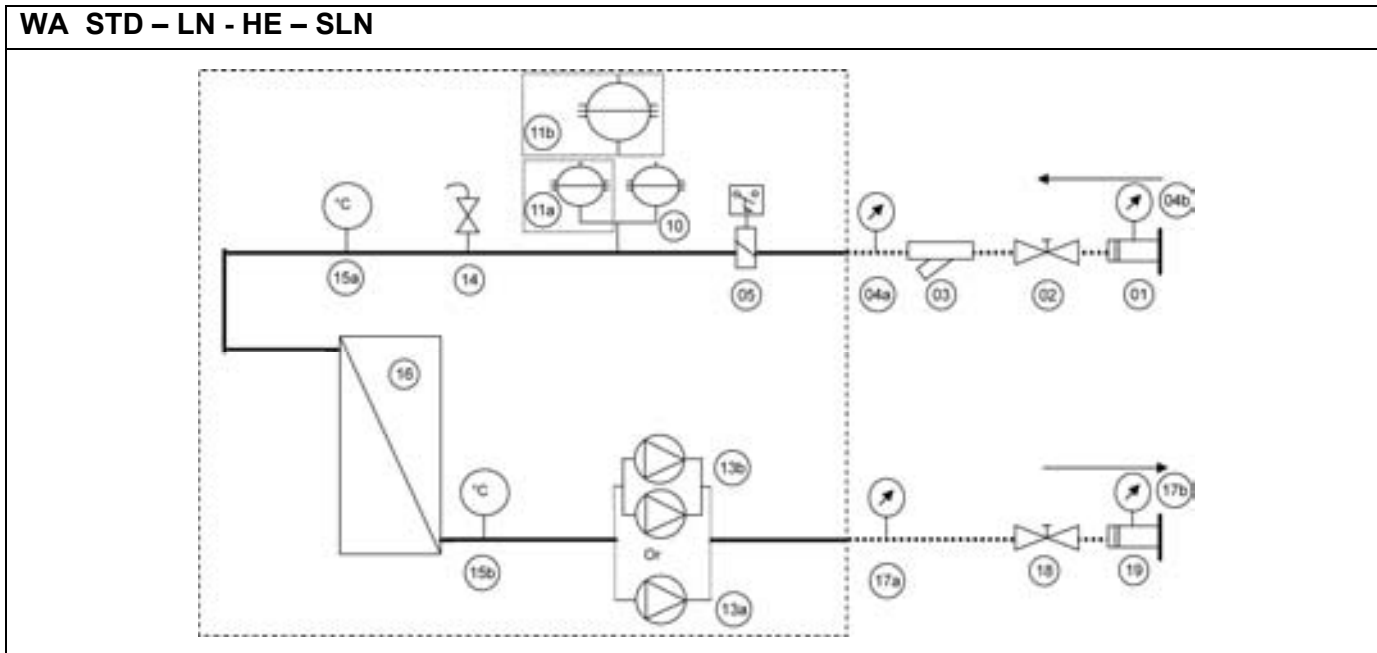 WA STD – LN - HE – SLN
11b
11a
10
°C
15a
14
05
04a
03
02
04b
01
16
°C
15b
13b
Or
13a
17a
18
17b
19